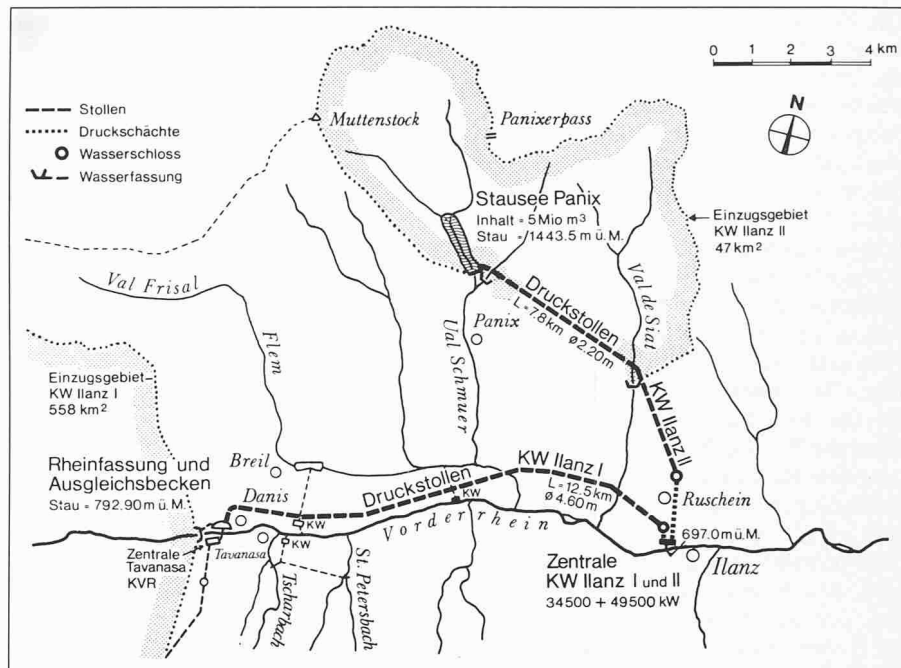 0 1 2 3 4 km
N
Stollen
Druckschächte
Wasserschloss
Wasserfassung
Muttenstock
Panixerpass
Stausee Panix
Inhalt = 5 Mio m³
Stau = 1443.5 m ü. M.
Einzugsgebiet
KW Ilanz II
47 km²
Val Frisal
Flem
Ual Schmuer
Panix
Druckstollen
L = 7.8 km ø 2.20 m
Val de Siat
KW Ilanz II
Einzugsgebiet
KW Ilanz I
558 km²
Rheinfassung und
Ausgleichsbecken
Stau = 792.90 m ü. M.
Breil
Danis
Druckstollen
KW Ilanz I
L = 12.5 km
ø 4.60 m
Ruschein
KW
KW
KW
Vorderrhein
697.0 m ü. M.
Zentrale
Tavanasa
KVR
Tavanasa
Tscharbach
St. Petersbach
Zentrale
KW Ilanz I und II
34500 + 49500 kW
Ilanz